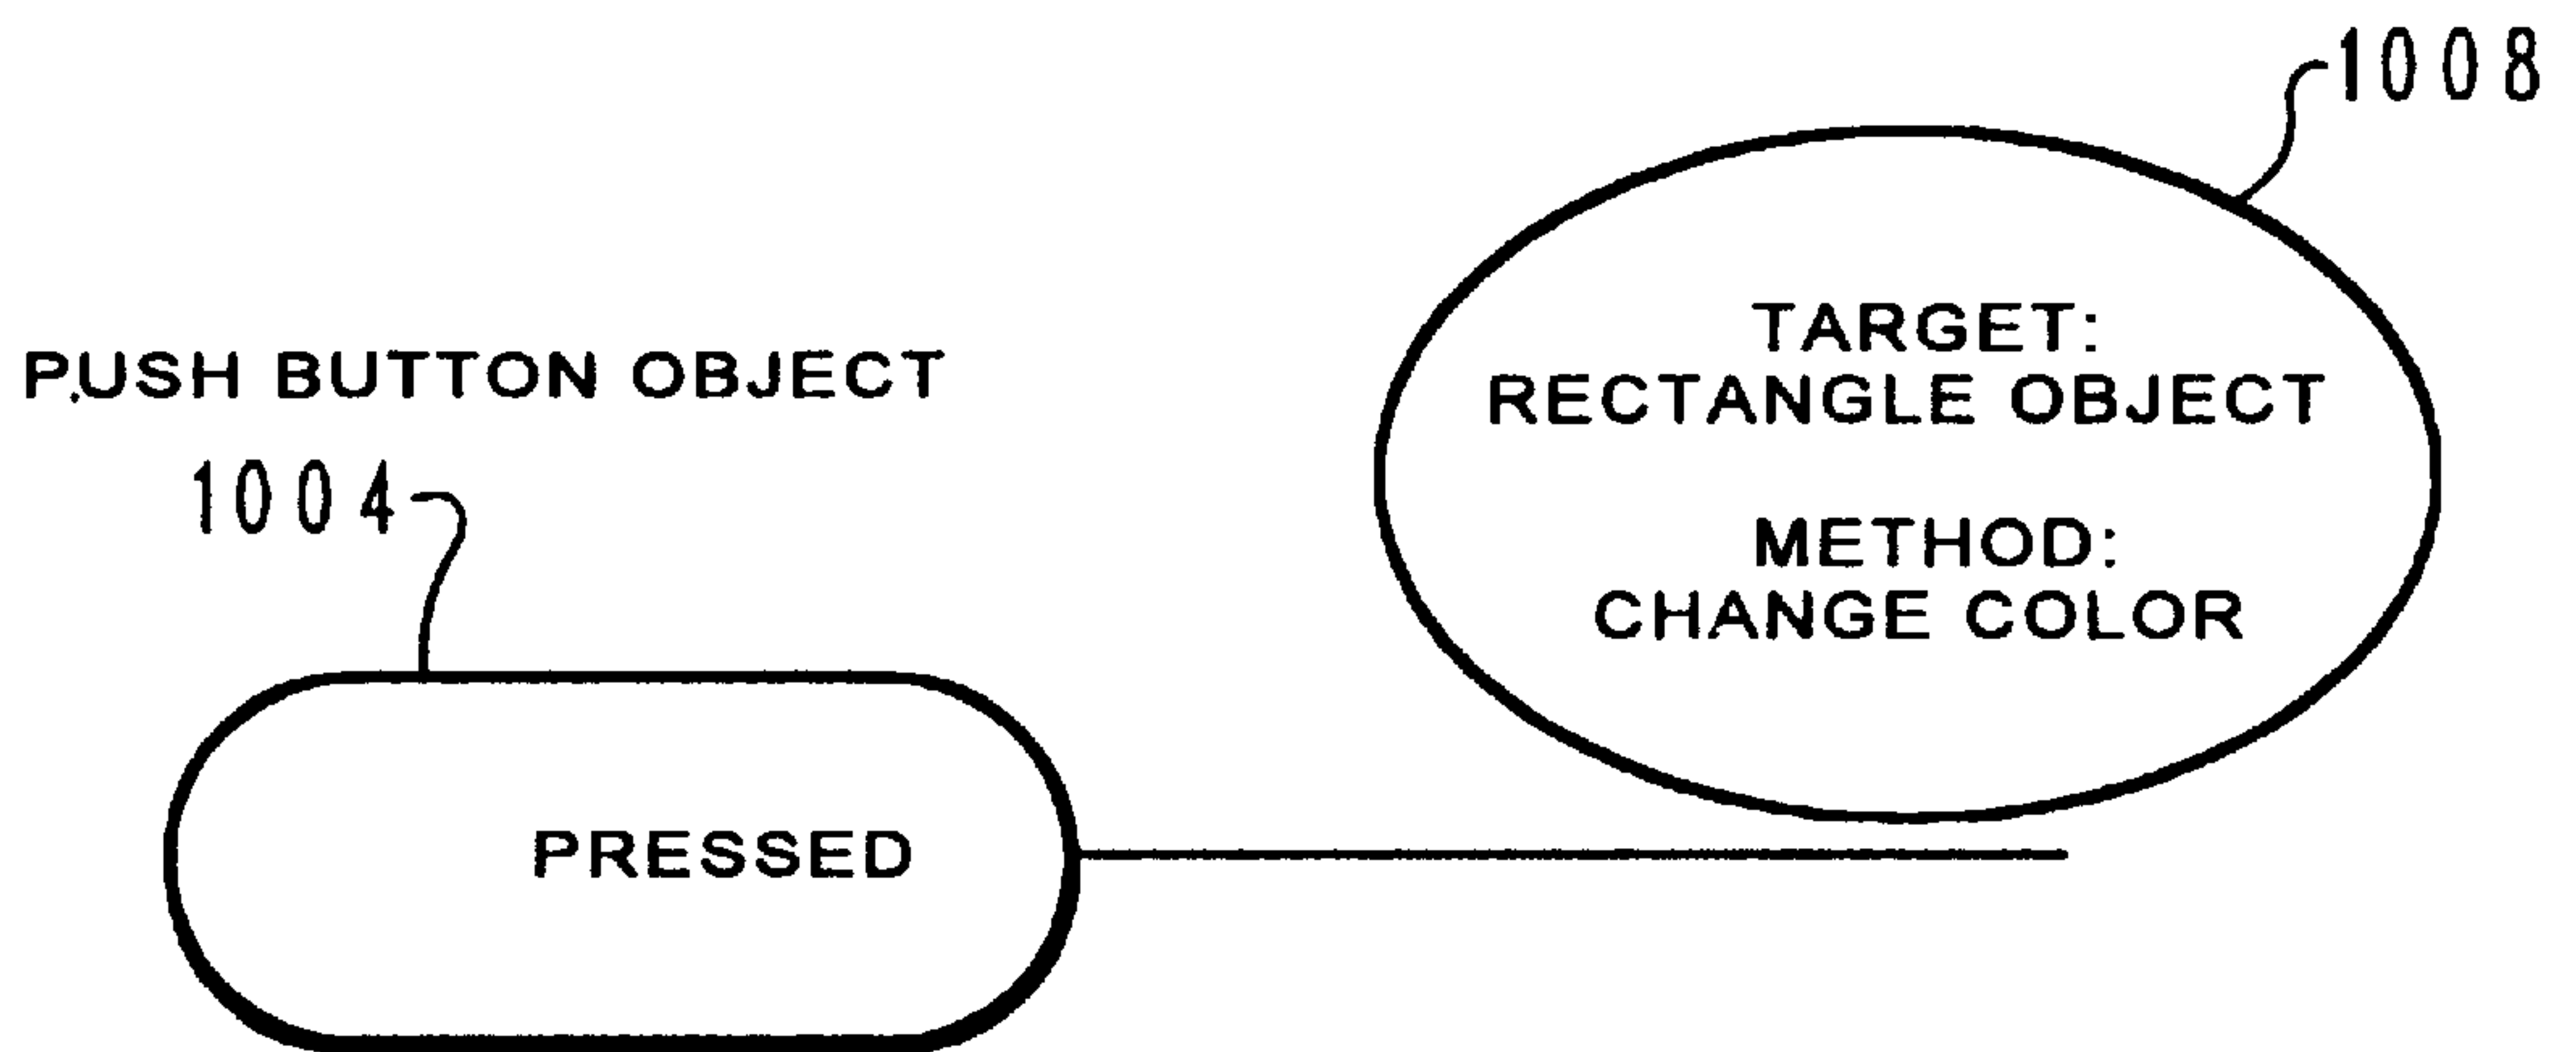 1008
TARGET:
RECTANGLE OBJECT
METHOD:
CHANGE COLOR
PUSH BUTTON OBJECT
1004
PRESSED